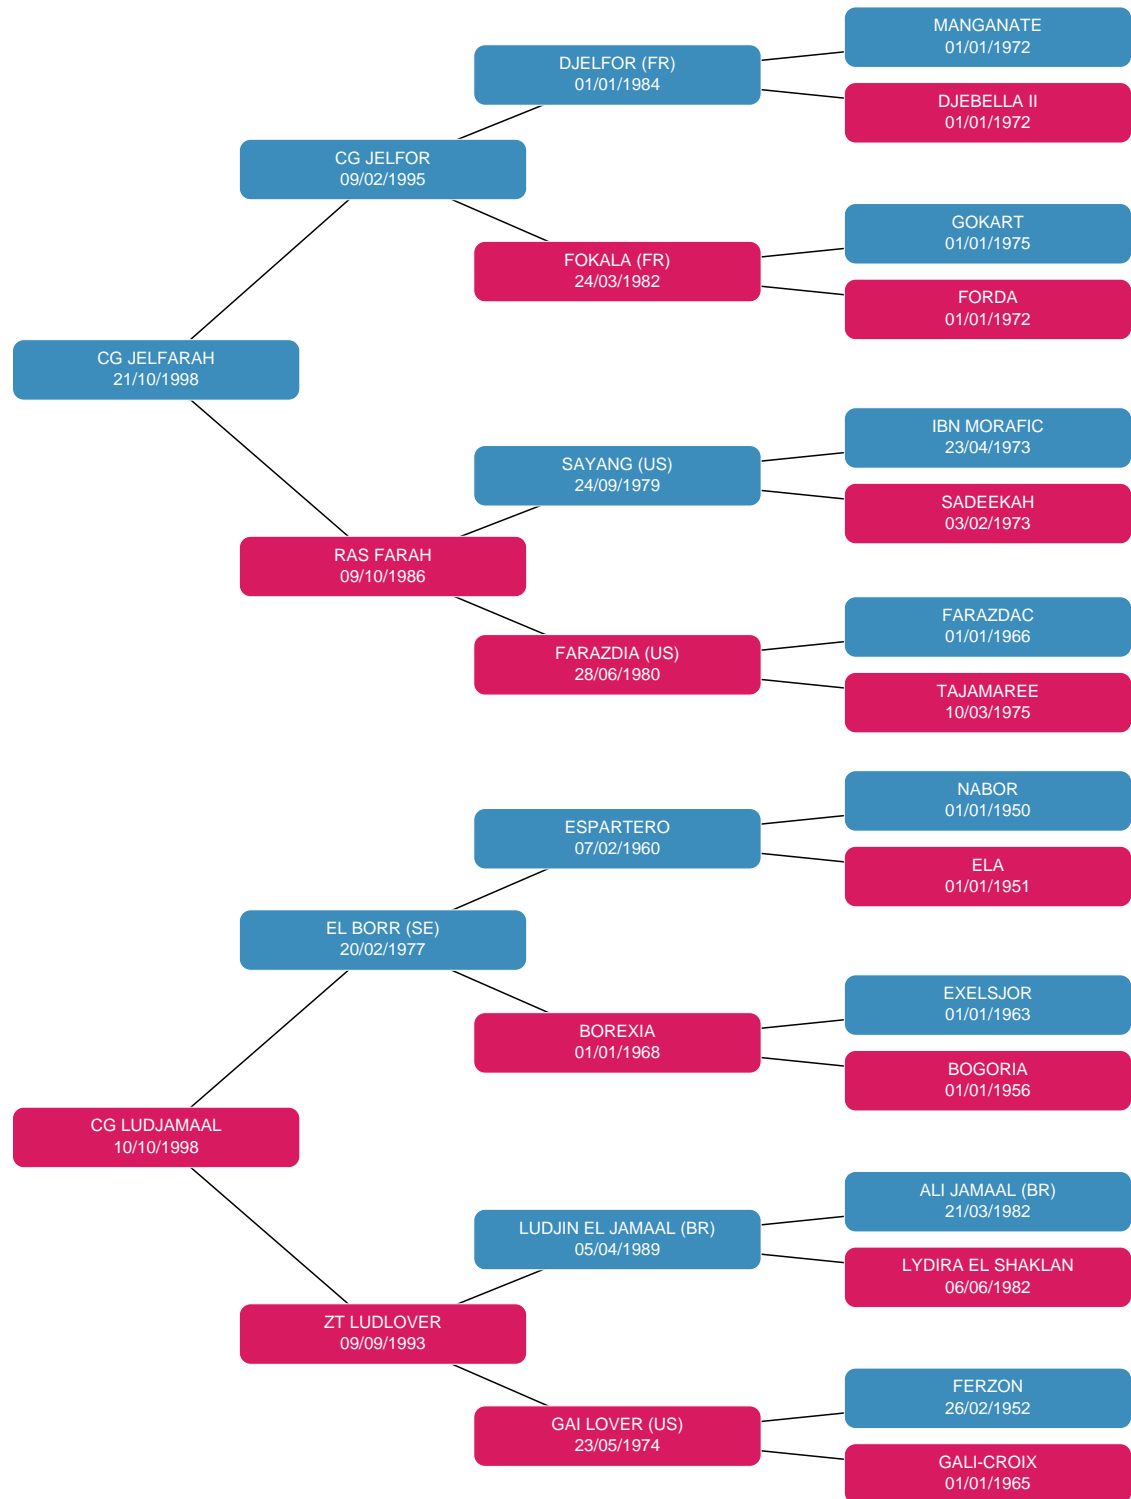 MANGANATE
01/01/1972
DJELFOR (FR)
01/01/1984
DJEBELLA II
01/01/1972
CG JELFOR
09/02/1995
GOKART
01/01/1975
FOKALA (FR)
24/03/1982
FORDA
01/01/1972
CG JELFARAH
21/10/1998
IBN MORAFIC
23/04/1973
SAYANG (US)
24/09/1979
SADEEKAH
03/02/1973
RAS FARAH
09/10/1986
FARAZDAC
01/01/1966
FARAZDIA (US)
28/06/1980
TAJAMAREE
10/03/1975
NABOR
01/01/1950
ESPARTERO
07/02/1960
ELA
01/01/1951
EL BORR (SE)
20/02/1977
EXELSJOR
01/01/1963
BOREXIA
01/01/1968
BOGORIA
01/01/1956
CG LUDJAMAAL
10/10/1998
ALI JAMAAL (BR)
21/03/1982
LUDJIN EL JAMAAL (BR)
05/04/1989
LYDIRA EL SHAKLAN
06/06/1982
ZT LUDLOVER
09/09/1993
FERZON
26/02/1952
GAI LOVER (US)
23/05/1974
GALI-CROIX
01/01/1965